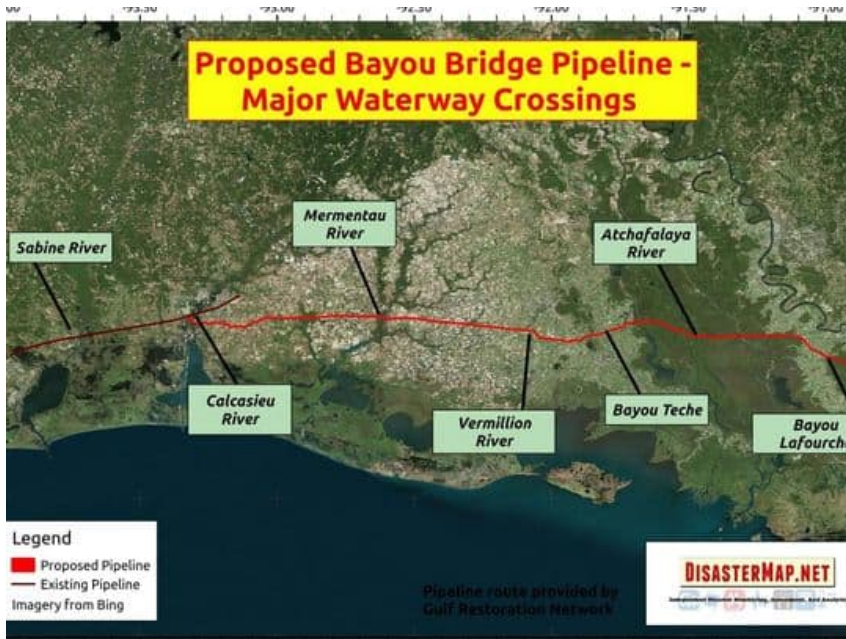 Proposed Bayou Bridge Pipeline -
Major Waterway Crossings
Sabine River
Mermentau
River
Atchafalaya
River
Calcasieu
River
Vermillion
River
Bayou Teche
Bayou
Lafourch
Legend
Proposed Pipeline
Existing Pipeline
Imagery from Bing
Pipeline route provided by
Gulf Restoration Network
DISASTERMAP.NET